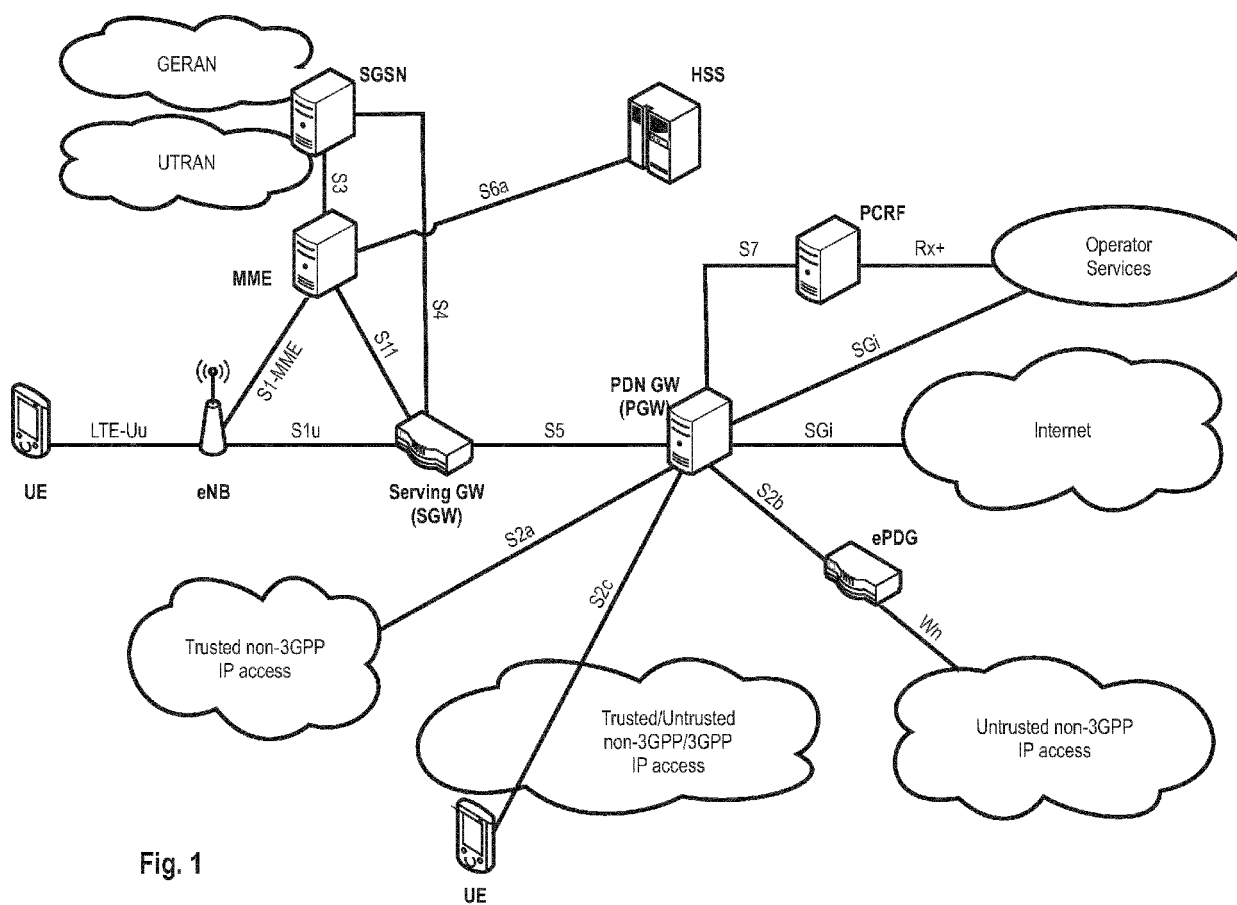 GERAN
SGSN
HSS
UTRAN
S3
S6a
PCRF
MME
S7
Rx+
Operator
Services
S4
S11
S1-MME
SGi
PDN GW
(PGW)
LTE-Uu
S1u
S5
SGi
Internet
UE
eNB
Serving GW
(SGW)
S2a
S2c
S2b
ePDG
Wn
Trusted non-3GPP
IP access
Trusted/Untrusted
non-3GPP/3GPP
IP access
Untrusted non-3GPP
IP access
Fig. 1
UE